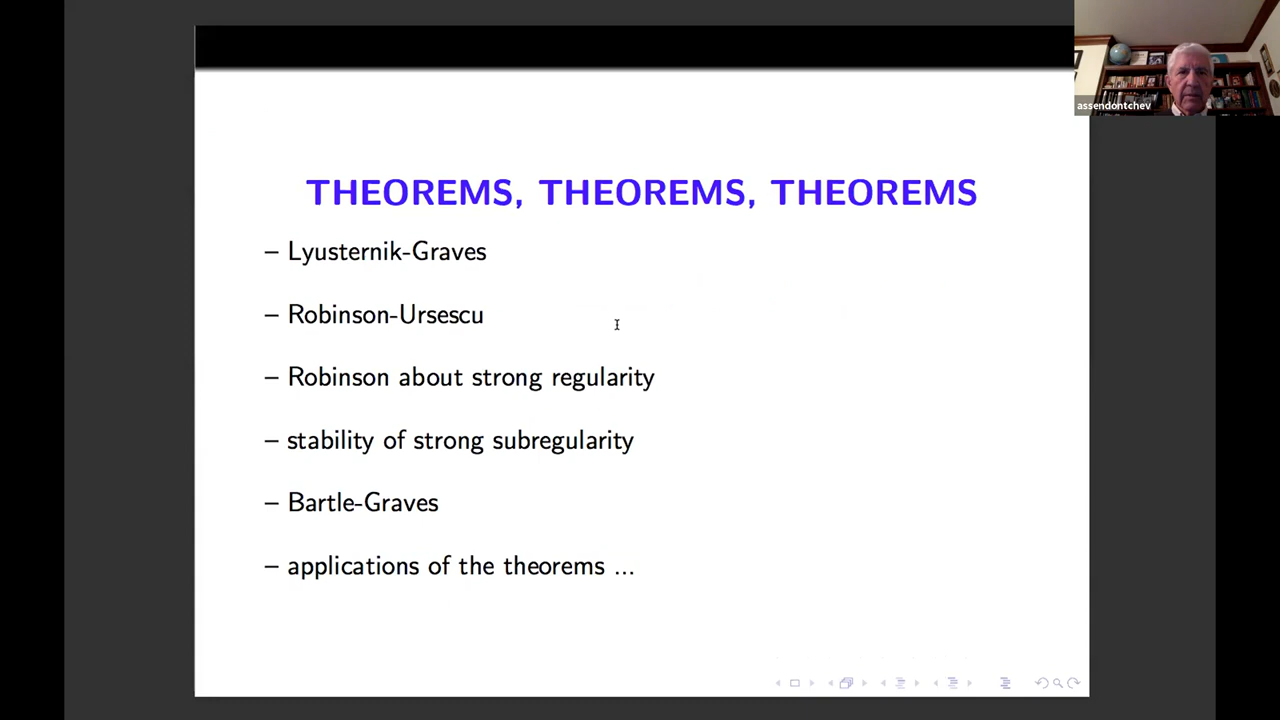 assendontchev
THEOREMS, THEOREMS, THEOREMS
– Lyusternik-Graves
– Robinson-Ursescu
– Robinson about strong regularity
– stability of strong subregularity
– Bartle-Graves
– applications of the theorems ...